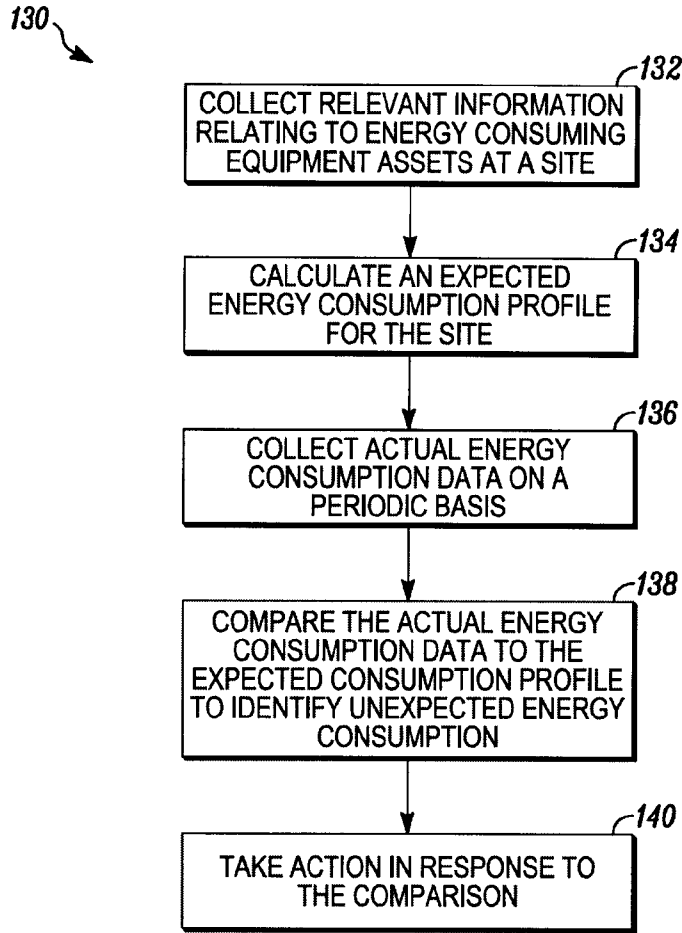 130
132
COLLECT RELEVANT INFORMATION
RELATING TO ENERGY CONSUMING
EQUIPMENT ASSETS AT A SITE
134
CALCULATE AN EXPECTED
ENERGY CONSUMPTION PROFILE
FOR THE SITE
136
COLLECT ACTUAL ENERGY
CONSUMPTION DATA ON A
PERIODIC BASIS
138
COMPARE THE ACTUAL ENERGY
CONSUMPTION DATA TO THE
EXPECTED CONSUMPTION PROFILE
TO IDENTIFY UNEXPECTED ENERGY
CONSUMPTION
140
TAKE ACTION IN RESPONSE TO
THE COMPARISON